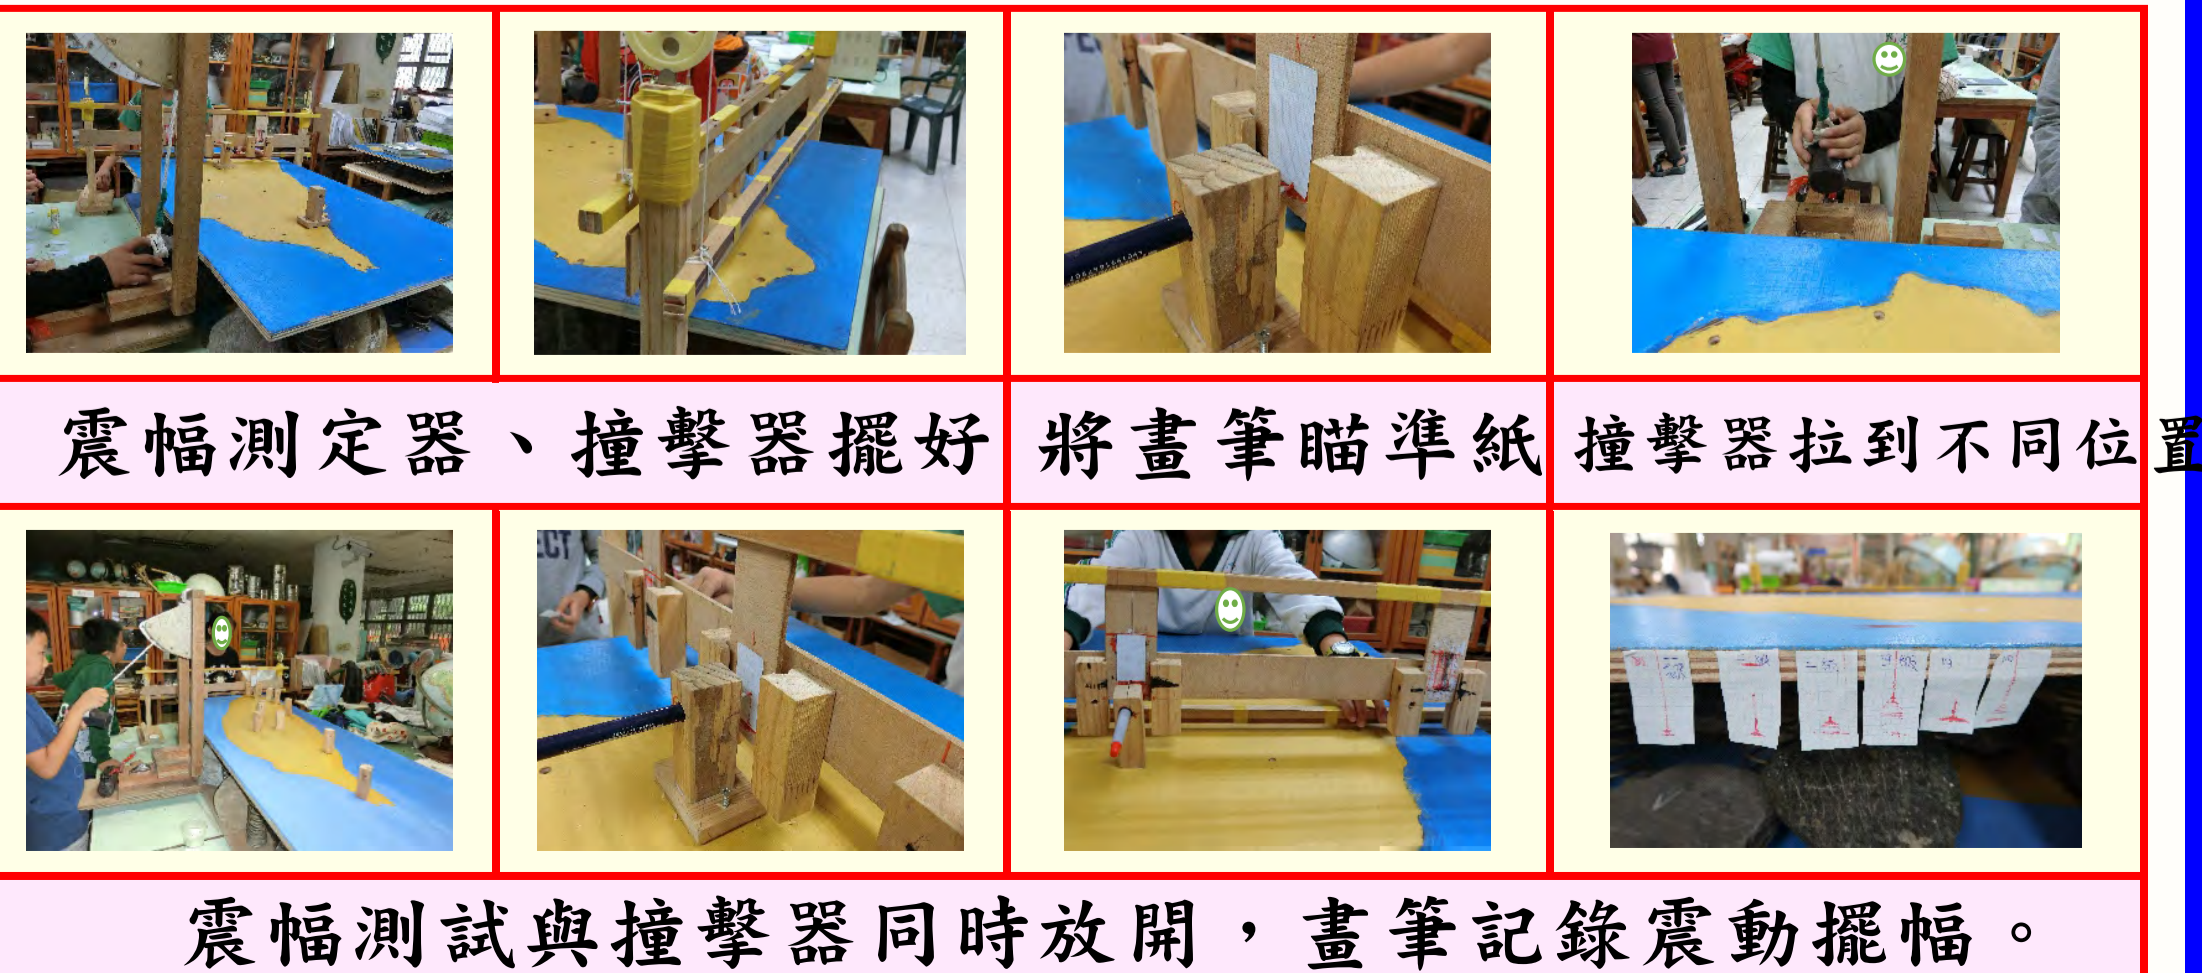 震幅測定器、撞擊器擺好
將畫筆瞄準紙
撞擊器拉到不同位置
ECT
震幅測試與撞擊器同時放開，畫筆記錄震動擺幅。